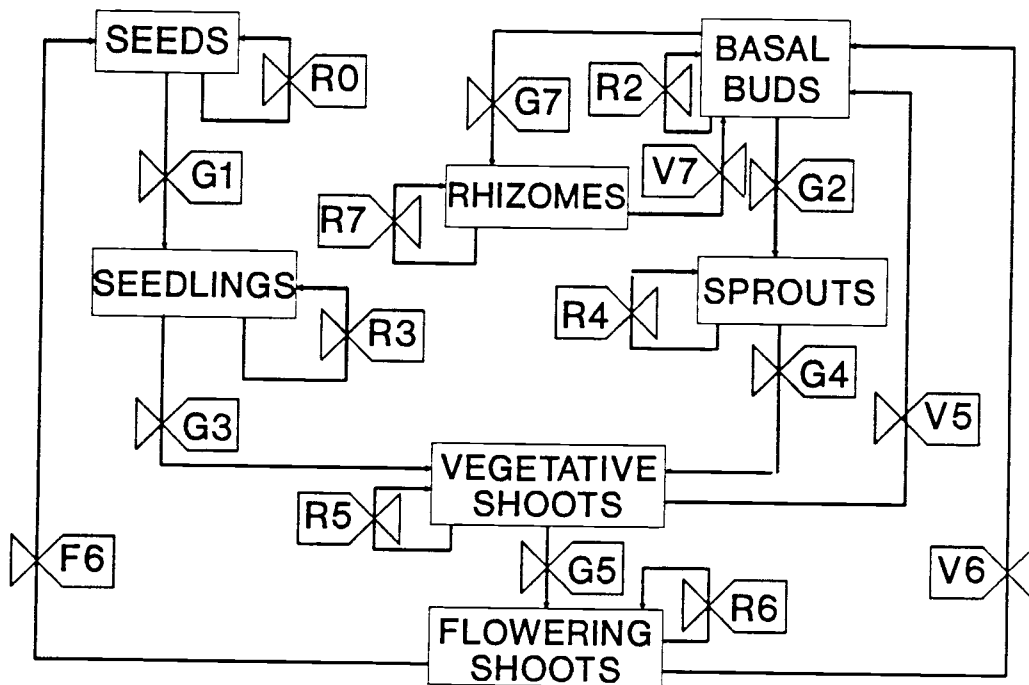 SEEDS
R0
G1
SEEDLINGS
R3
G3
BASAL
BUDS
R2
G7
V7
G2
RHIZOMES
R7
SPROUTS
R4
G4
V5
VEGETATIVE
SHOOTS
R5
G5
F6
V6
R6
FLOWERING
SHOOTS